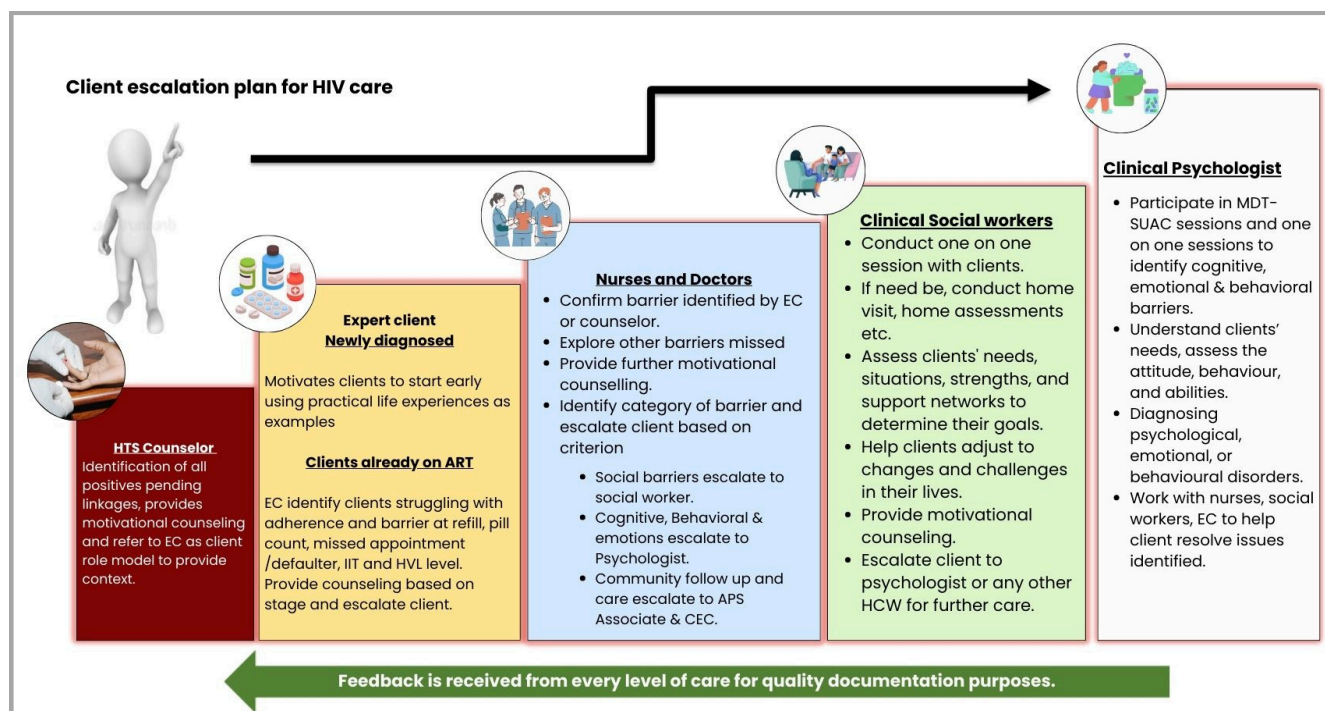 Client escalation plan for HIV care
HTS Counselor
Identification of all
positives pending
linkages, provides
motivational counseling
and refer to EC as client
role model to provide
context.
Expert client
Newly diagnosed
Motivates clients to start early
using practical life experiences as
examples
Clients already on ART
EC identify clients struggling with
adherence and barrier at refill, pill
count, missed appointment
/defaulter, IIT and HVL level.
Provide counseling based on
stage and escalate client.
Nurses and Doctors
• Confirm barrier identified by EC
or counselor.
• Explore other barriers missed
• Provide further motivational
counselling.
• Identify category of barrier and
escalate client based on
criterion
• Social barriers escalate to
social worker.
• Cognitive, Behavioral &
emotions escalate to
Psychologist.
• Community follow up and
care escalate to APS
Associate & CEC.
Clinical Social workers
• Conduct one on one
session with clients.
• If need be, conduct home
visit, home assessments
etc.
• Assess clients' needs,
situations, strengths, and
support networks to
determine their goals.
• Help clients adjust to
changes and challenges
in their lives.
• Provide motivational
counseling.
• Escalate client to
psychologist or any other
HCW for further care.
Clinical Psychologist
• Participate in MDT-
SUAC sessions and one
on one sessions to
identify cognitive,
emotional & behavioral
barriers.
• Understand clients’
needs, assess the
attitude, behaviour,
and abilities.
• Diagnosing
psychological,
emotional, or
behavioural disorders.
• Work with nurses, social
workers, EC to help
client resolve issues
identified.
Feedback is received from every level of care for quality documentation purposes.